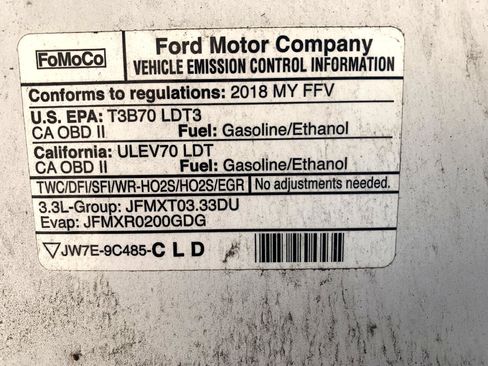 FoMoCo
Ford Motor Company
VEHICLE EMISSION CONTROL INFORMATION
Conforms to regulations: 2018 MY FFV
U.S. EPA: T3B70 LDT3
CA OBD II Fuel: Gasoline/Ethanol
California: ULEV70 LDT
CA OBD II Fuel: Gasoline/Ethanol
TWC/DFI/SFI/WR-HO2S/HO2S/EGR No adjustments needed.
3.3L-Group: JFMXT03.33DU
Evap: JFMXR0200GDG
JW7E-9C485-C L D